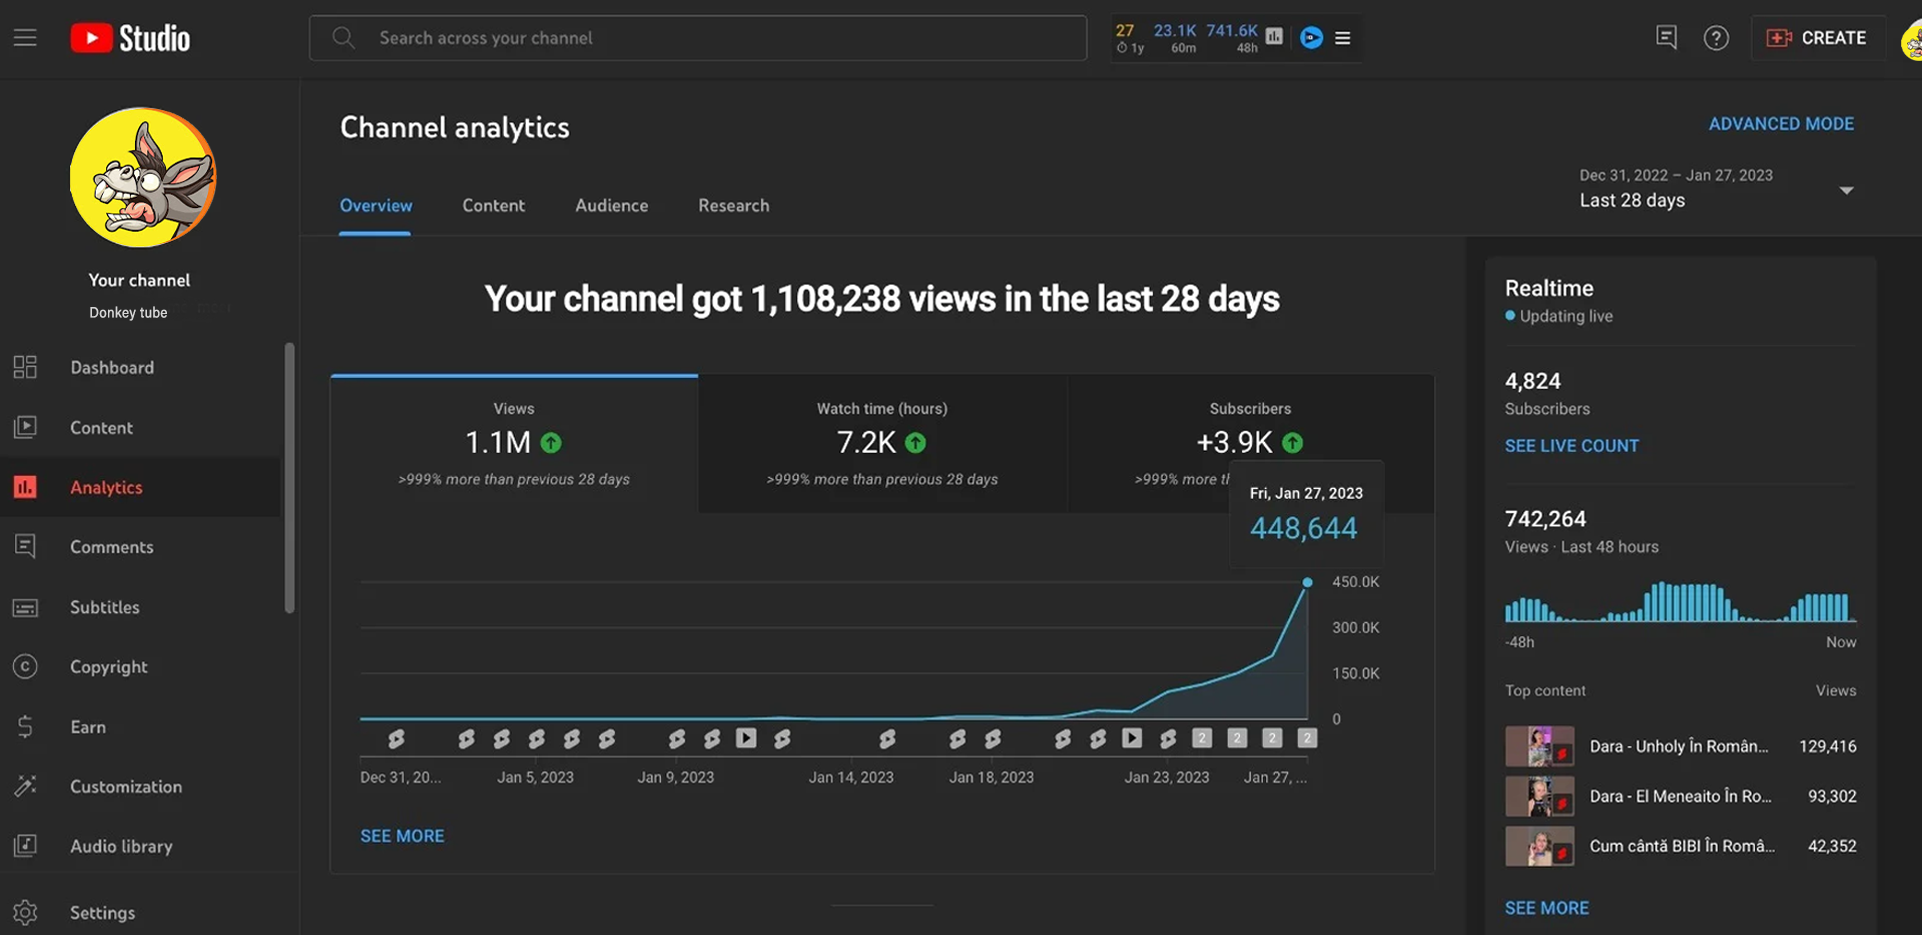 Studio
Search across your channel
27 23.1K 741.6K
1y 60m 48h
CREATE
Your channel
Donkey tube
Dashboard
Content
Analytics
Comments
Subtitles
Copyright
Earn
Customization
Audio library
Settings
Channel analytics
ADVANCED MODE
Overview Content Audience Research
Dec 31, 2022 – Jan 27, 2023
Last 28 days
Your channel got 1,108,238 views in the last 28 days
Views
1.1M
>999% more than previous 28 days
Watch time (hours)
7.2K
>999% more than previous 28 days
Subscribers
+3.9K
>999% more
Fri, Jan 27, 2023
448,644
450.0K
300.0K
150.0K
0
2 2 2 2
Dec 31, 20... Jan 5, 2023 Jan 9, 2023 Jan 14, 2023 Jan 18, 2023 Jan 23, 2023 Jan 27, ...
SEE MORE
Realtime
Updating live
4,824
Subscribers
SEE LIVE COUNT
742,264
Views · Last 48 hours
-48h Now
Top content Views
Dara - Unholy În Român... 129,416
Dara - El Meneaito În Ro... 93,302
Cum cântă BIBI În Româ... 42,352
SEE MORE